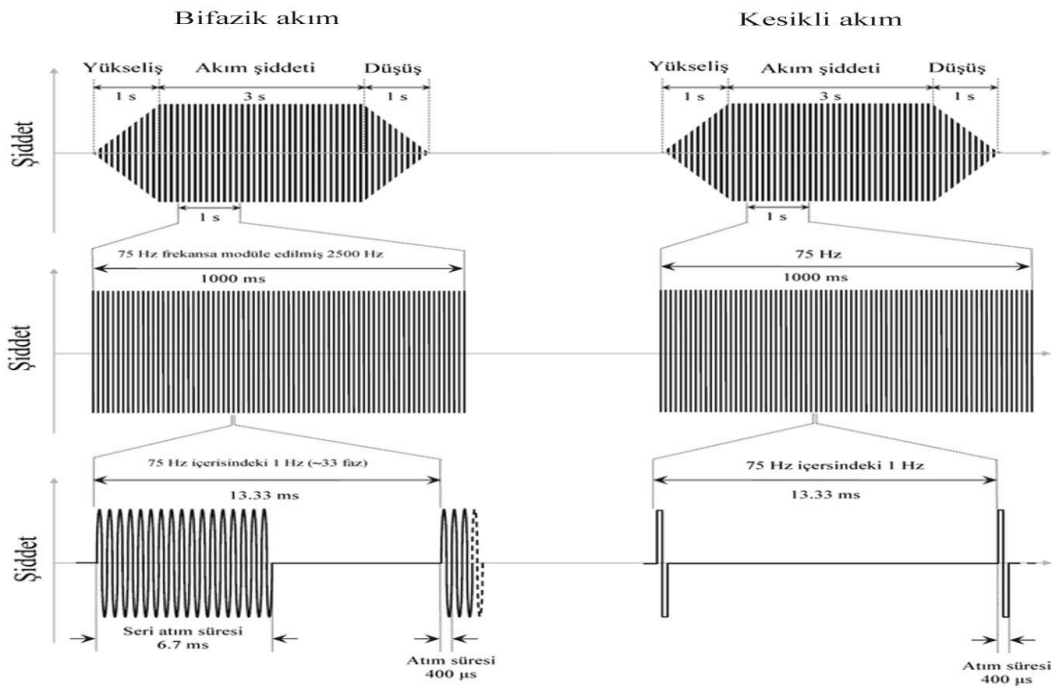 Bifazik akım
Kesikli akım
Yükseliş Akım şiddeti Düşüş
1 s 3 s 1 s
Şiddet
1 s
Yükseliş Akım şiddeti Düşüş
1 s 3 s 1 s
1 s
75 Hz frekansa modüle edilmiş 2500 Hz
1000 ms
Şiddet
75 Hz
1000 ms
75 Hz içerisindeki 1 Hz (~33 faz)
13.33 ms
Şiddet
Seri atım süresi
6.7 ms
Atım süresi
400 µs
75 Hz içersindeki 1 Hz
13.33 ms
Atım süresi
400 µs